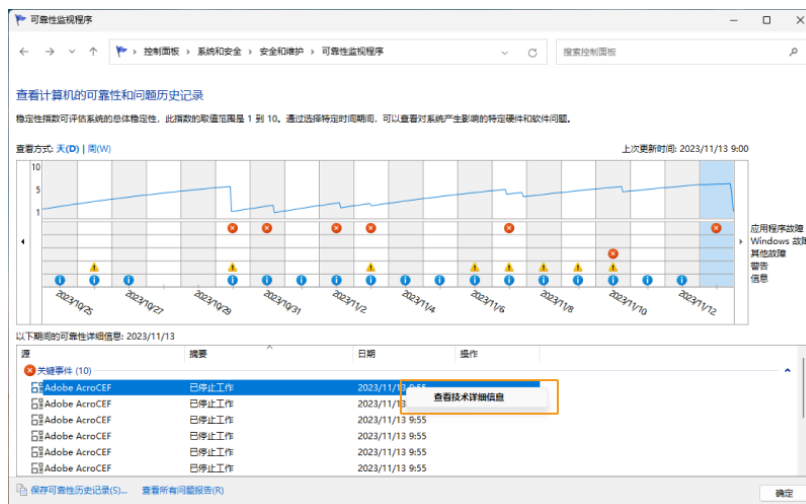 可靠性监视程序
控制面板 › 系统和安全 › 安全和维护 › 可靠性监视程序
搜索控制面板
查看计算机的可靠性和问题历史记录
稳定性指数可评估系统的总体稳定性，此指数的取值范围是 1 到 10。通过选择特定时间期间，可以查看对系统产生影响的特定硬件和软件问题。
查看方式: 天(D) | 周(W)
上次更新时间: 2023/11/13 9:00
10
5
1
应用程序故障
Windows 故障
其他故障
警告
信息
2023/10/25
2023/10/27
2023/10/29
2023/10/31
2023/11/2
2023/11/4
2023/11/6
2023/11/8
2023/11/10
2023/11/12
以下期间的可靠性详细信息: 2023/11/13
源 摘要 日期 操作
关键事件 (10)
Adobe AcroCEF 已停止工作 2023/11/13 9:55
查看技术详细信息
Adobe AcroCEF 已停止工作 2023/11/13
Adobe AcroCEF 已停止工作 2023/11/13 9:55
Adobe AcroCEF 已停止工作 2023/11/13 9:55
Adobe AcroCEF 已停止工作 2023/11/13 9:55
Adobe AcroCEF 已停止工作 2023/11/13 9:55
保存可靠性历史记录(S)... 查看所有问题报告(R)
确定